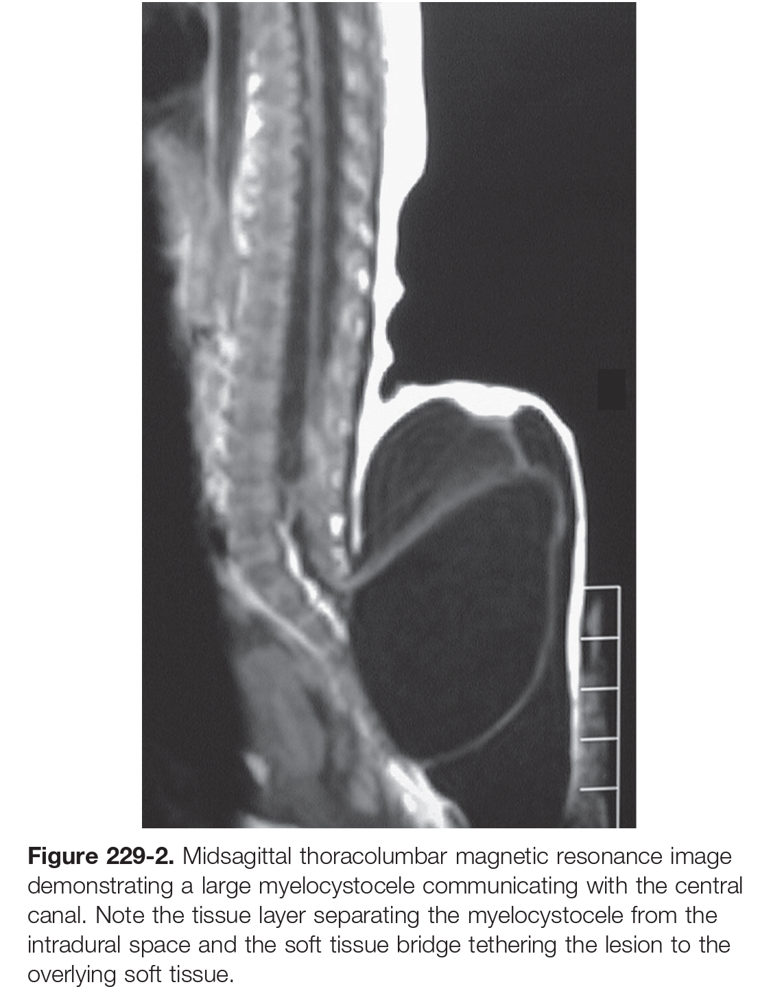 Figure 229-2. Midsagittal thoracolumbar magnetic resonance image
demonstrating a large myelocystocele communicating with the central
canal. Note the tissue layer separating the myelocystocele from the
intradural space and the soft tissue bridge tethering the lesion to the
overlying soft tissue.